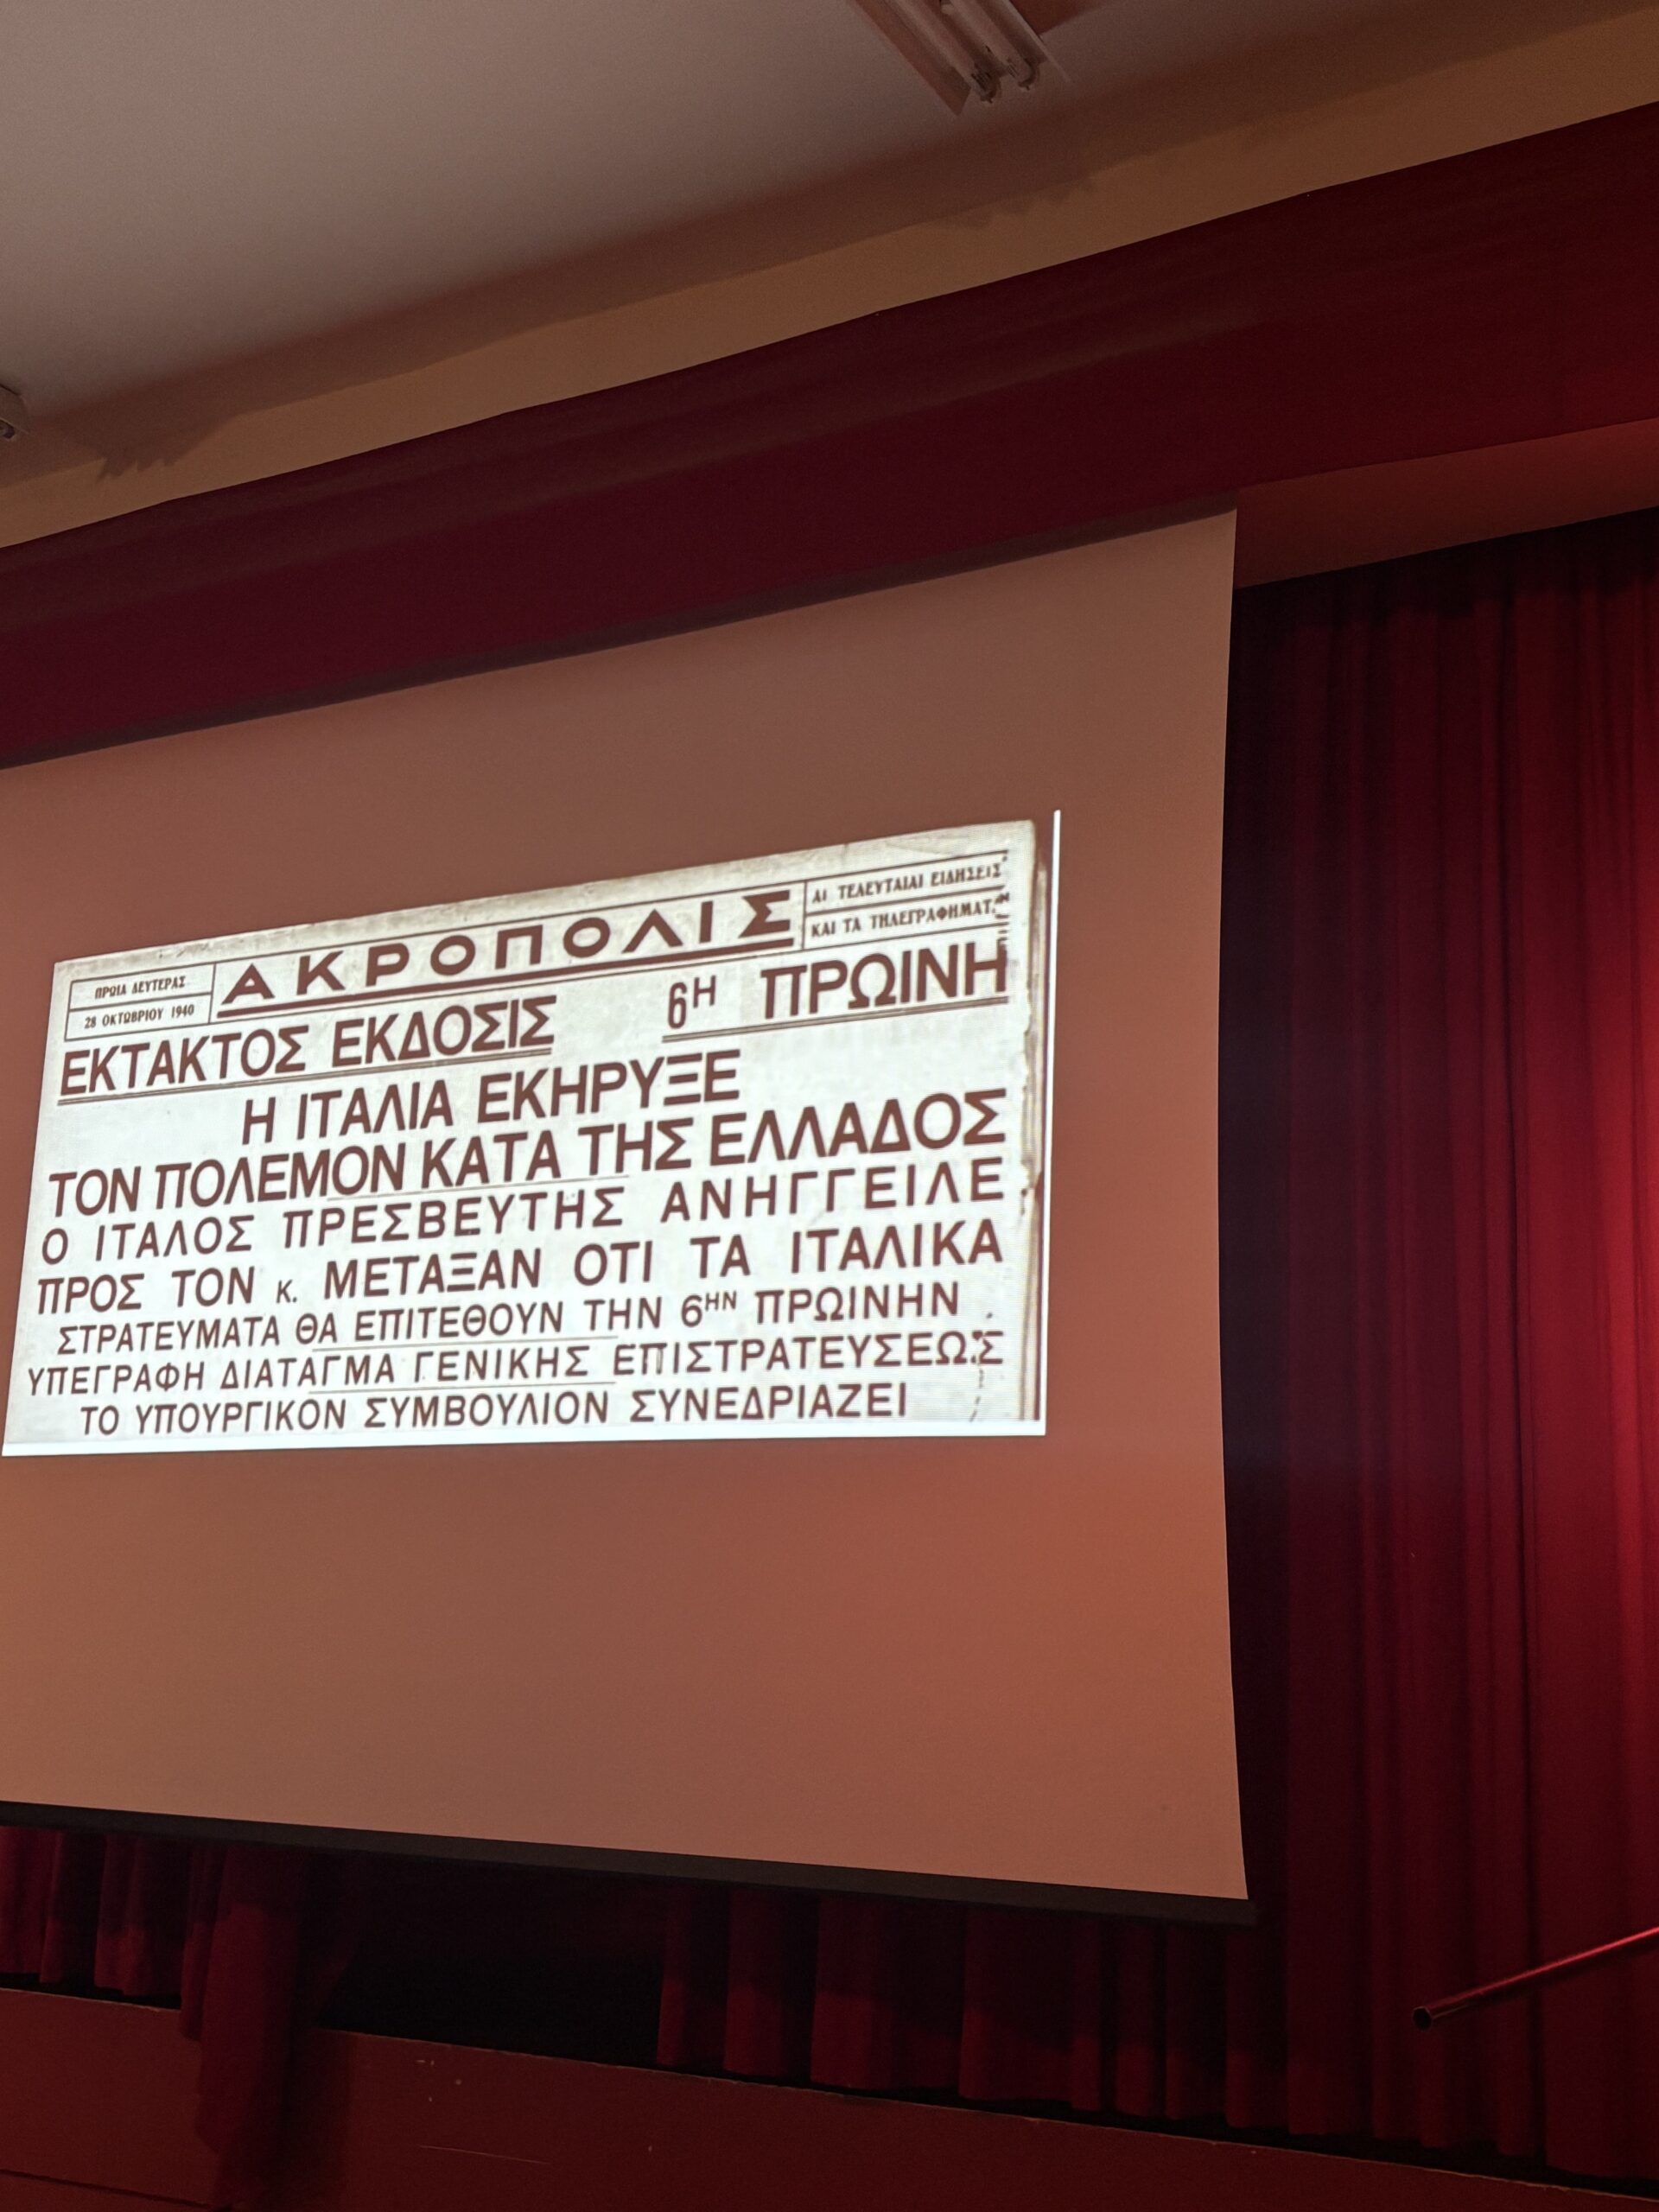 ΠΡΩΙΑ ΔΕΥΤΕΡΑΣ
28 ΟΚΤΩΒΡΙΟΥ 1940
ΑΚΡΟΠΟΛΙΣ
ΑΙ ΤΕΛΕΥΤΑΙΑΙ ΕΙΔΗΣΕΙΣ
ΚΑΙ ΤΑ ΤΗΛΕΓΡΑΦΗΜΑΤ.
ΕΚΤΑΚΤΟΣ ΕΚΔΟΣΙΣ 6Η ΠΡΩΙΝΗ
Η ΙΤΑΛΙΑ ΕΚΗΡΥΞΕ
ΤΟΝ ΠΟΛΕΜΟΝ ΚΑΤΑ ΤΗΣ ΕΛΛΑΔΟΣ
Ο ΙΤΑΛΟΣ ΠΡΕΣΒΕΥΤΗΣ ΑΝΗΓΓΕΙΛΕ
ΠΡΟΣ ΤΟΝ κ. ΜΕΤΑΞΑΝ ΟΤΙ ΤΑ ΙΤΑΛΙΚΑ
ΣΤΡΑΤΕΥΜΑΤΑ ΘΑ ΕΠΙΤΕΘΟΥΝ ΤΗΝ 6ΗΝ ΠΡΩΙΝΗΝ
ΥΠΕΓΡΑΦΗ ΔΙΑΤΑΓΜΑ ΓΕΝΙΚΗΣ ΕΠΙΣΤΡΑΤΕΥΣΕΩΣ
ΤΟ ΥΠΟΥΡΓΙΚΟΝ ΣΥΜΒΟΥΛΙΟΝ ΣΥΝΕΔΡΙΑΖΕΙ